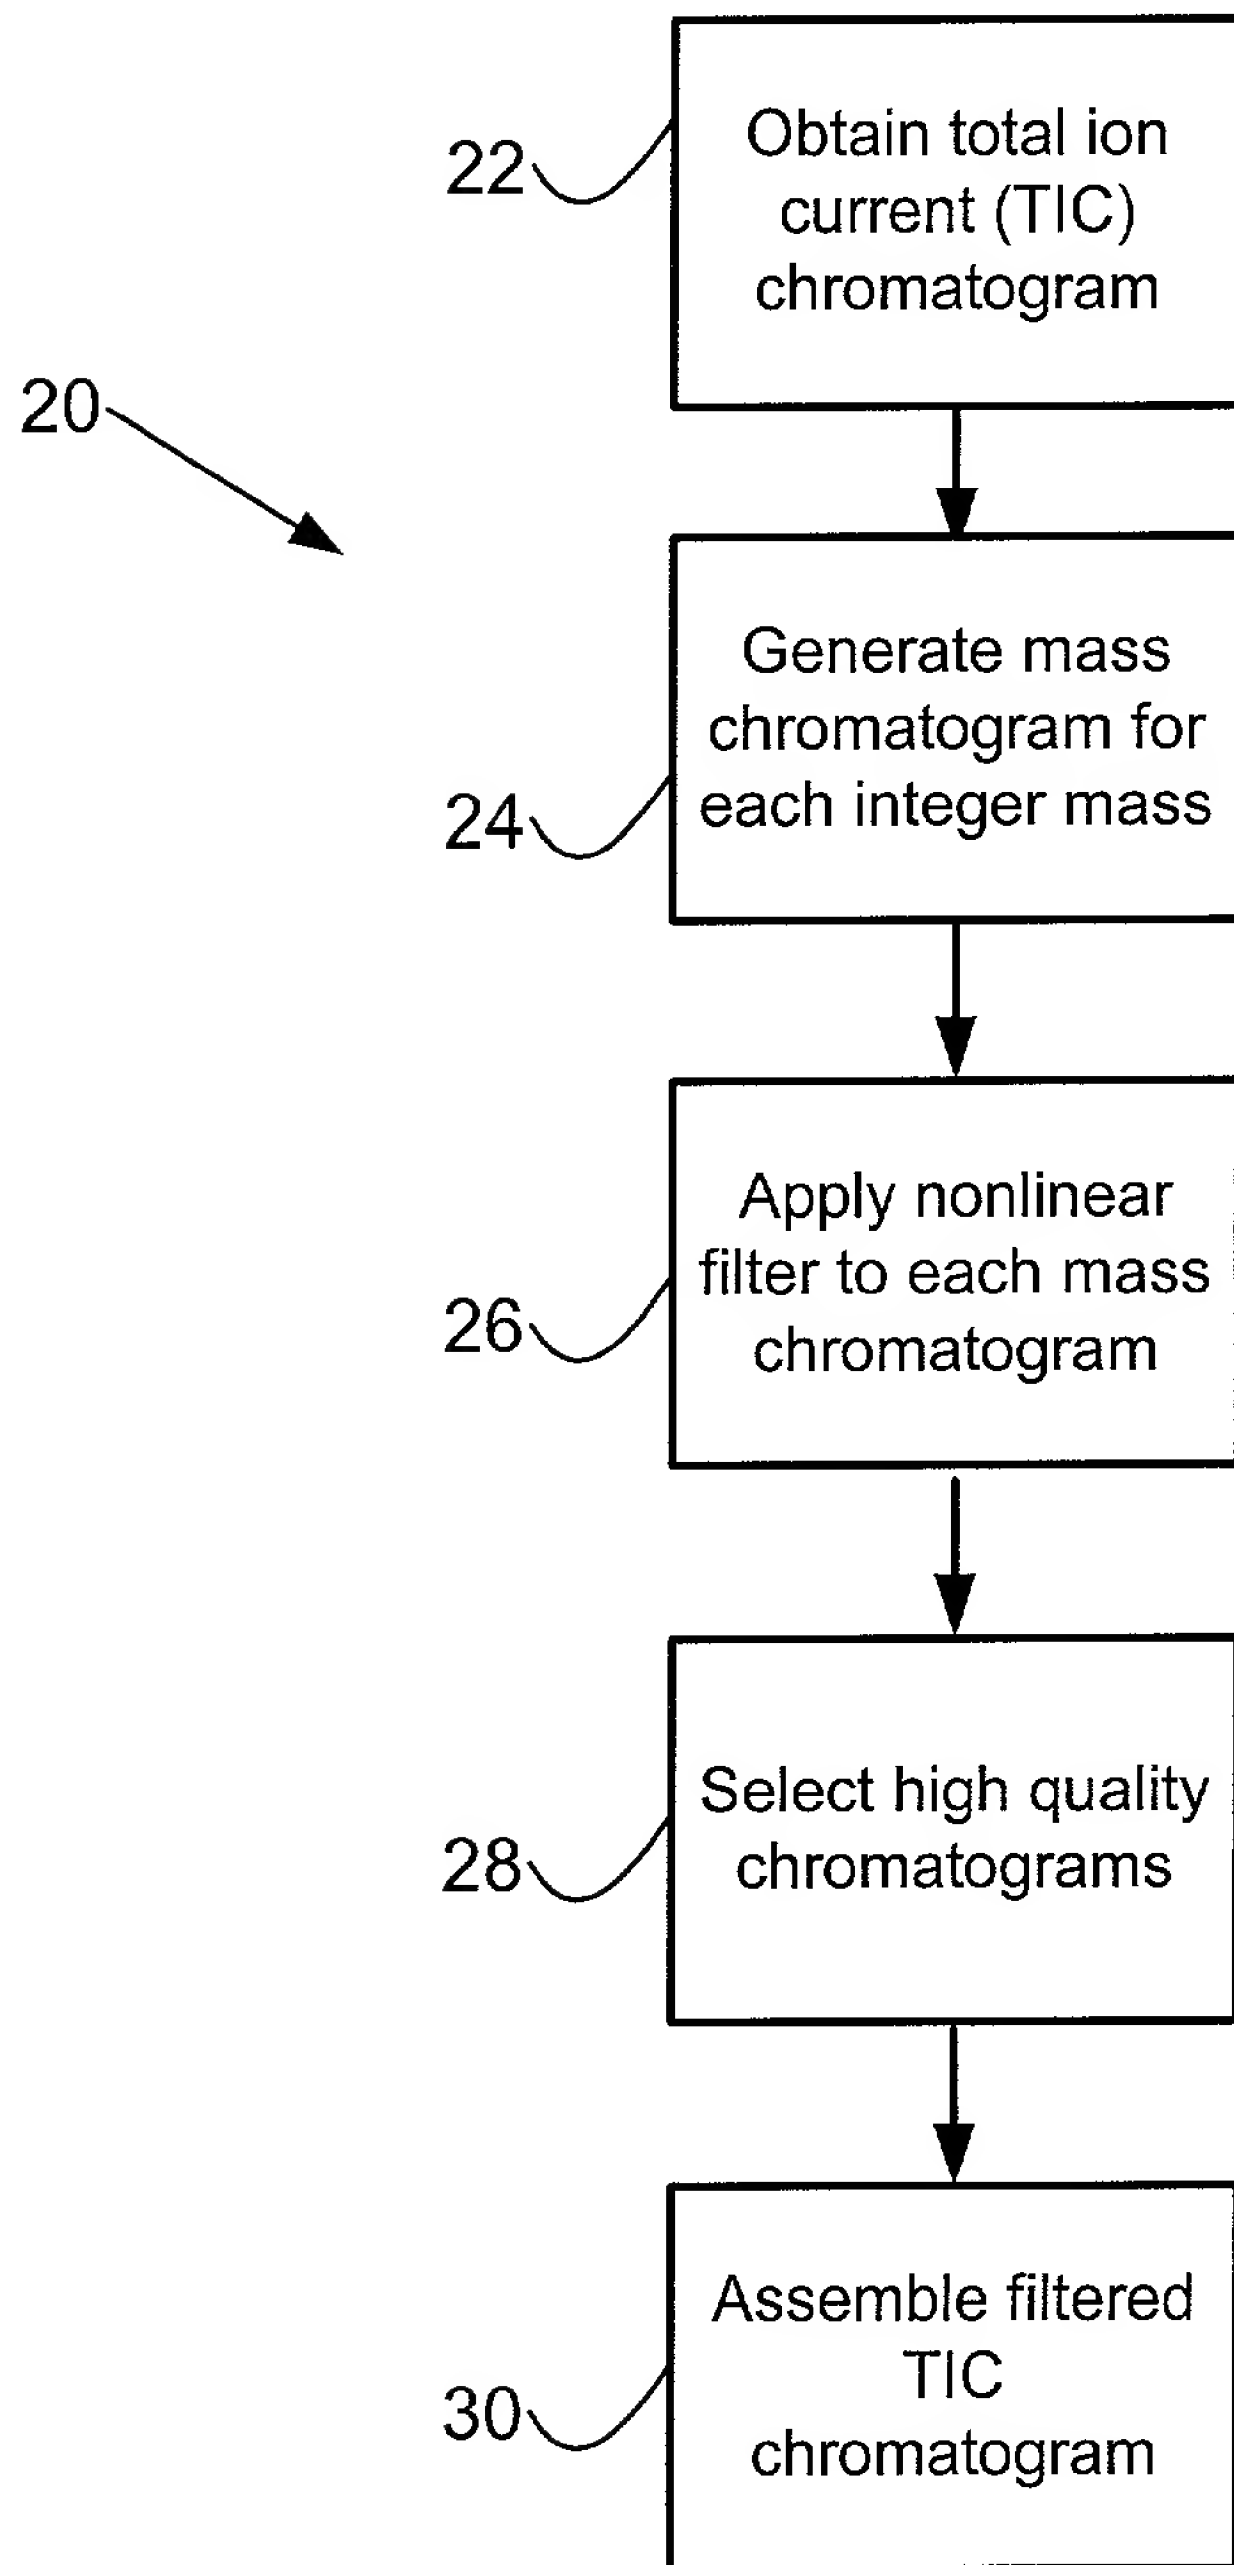 22
Obtain total ion
current (TIC)
chromatogram
20
Generate mass
chromatogram for
each integer mass
24
Apply nonlinear
filter to each mass
chromatogram
26
Select high quality
chromatograms
28
Assemble filtered
TIC
chromatogram
30